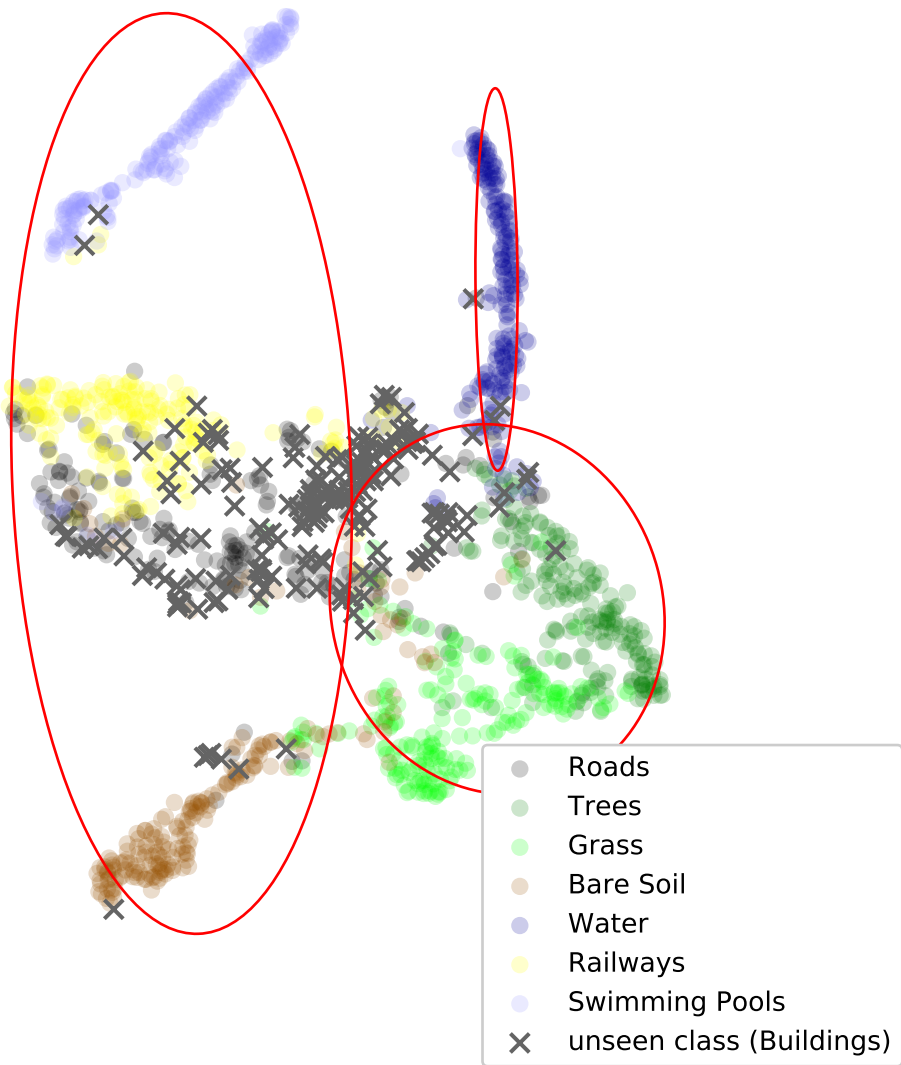 Roads
Trees
Grass
Bare Soil
Water
Railways
Swimming Pools
unseen class (Buildings)